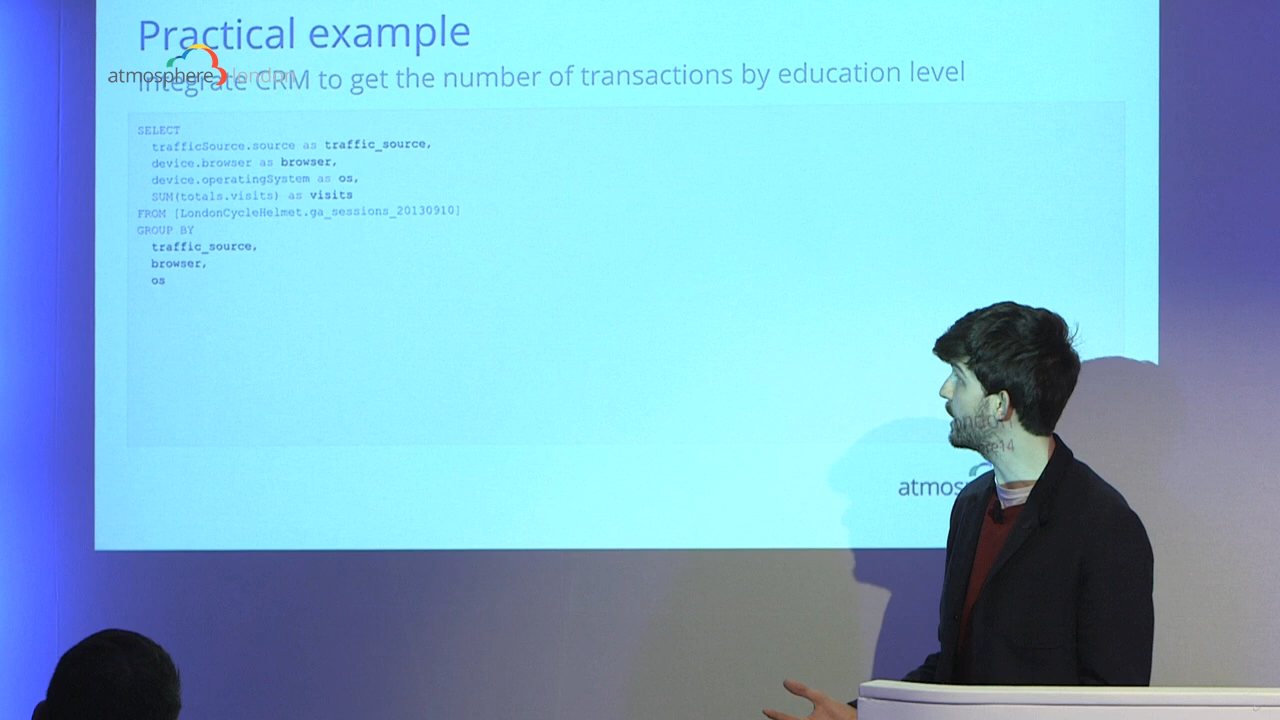 Practical example
atmosphere london
Integrate CRM to get the number of transactions by education level
SELECT
trafficSource.source as traffic_source,
device.browser as browser,
device.operatingSystem as os,
SUM(totals.visits) as visits
FROM [LondonCycleHelmet.ga_sessions_20130910]
GROUP BY
traffic_source,
browser,
os